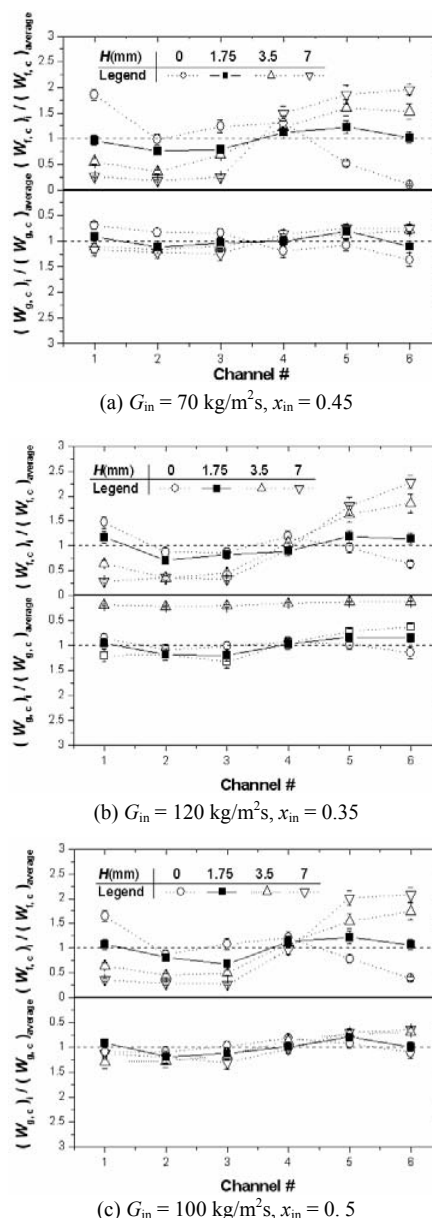 3
H(mm) 0 1.75 3.5 7
Legend
2.5
2
1.5
1
0.5
0
0.5
1
1.5
2
2.5
3
(W_f,c)_i / (W_f,c)_average
(W_g,c)_i / (W_g,c)_average
1 2 3 4 5 6
Channel #
(a) G_in = 70 kg/m²s, x_in = 0.45
3
H(mm) 0 1.75 3.5 7
Legend
2.5
2
1.5
1
0.5
0
0.5
1
1.5
2
2.5
3
(W_f,c)_i / (W_f,c)_average
(W_g,c)_i / (W_g,c)_average
1 2 3 4 5 6
Channel #
(b) G_in = 120 kg/m²s, x_in = 0.35
3
H(mm) 0 1.75 3.5 7
Legend
2.5
2
1.5
1
0.5
0
0.5
1
1.5
2
2.5
3
(W_f,c)_i / (W_f,c)_average
(W_g,c)_i / (W_g,c)_average
1 2 3 4 5 6
Channel #
(c) G_in = 100 kg/m²s, x_in = 0. 5